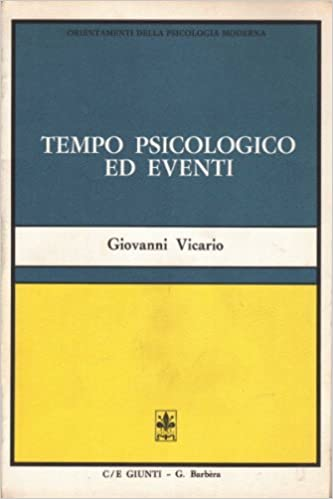 ORIENTAMENTI DELLA PSICOLOGIA MODERNA
TEMPO PSICOLOGICO
ED EVENTI
Giovanni Vicario
C/E GIUNTI - G. Barbèra